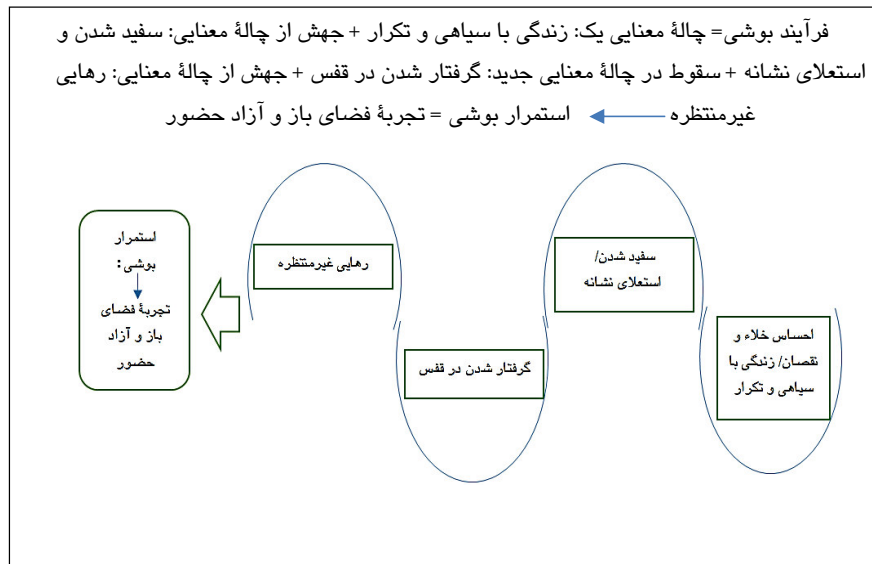 فرآیند بوشی= چالهٔ معنایی یک: زندگی با سیاهی و تکرار + جهش از چالهٔ معنایی: سفید شدن و
استعلای نشانه + سقوط در چالهٔ معنایی جدید: گرفتار شدن در قفس + جهش از چالهٔ معنایی: رهایی
غیرمنتظره استمرار بوشی = تجربهٔ فضای باز و آزاد حضور
احساس خلاء و
نقصان/ زندگی با
سیاهی و تکرار
سفید شدن/
استعلای نشانه
گرفتار شدن در قفس
رهایی غیرمنتظره
استمرار
بوشی:
تجربهٔ فضای
باز و آزاد
حضور